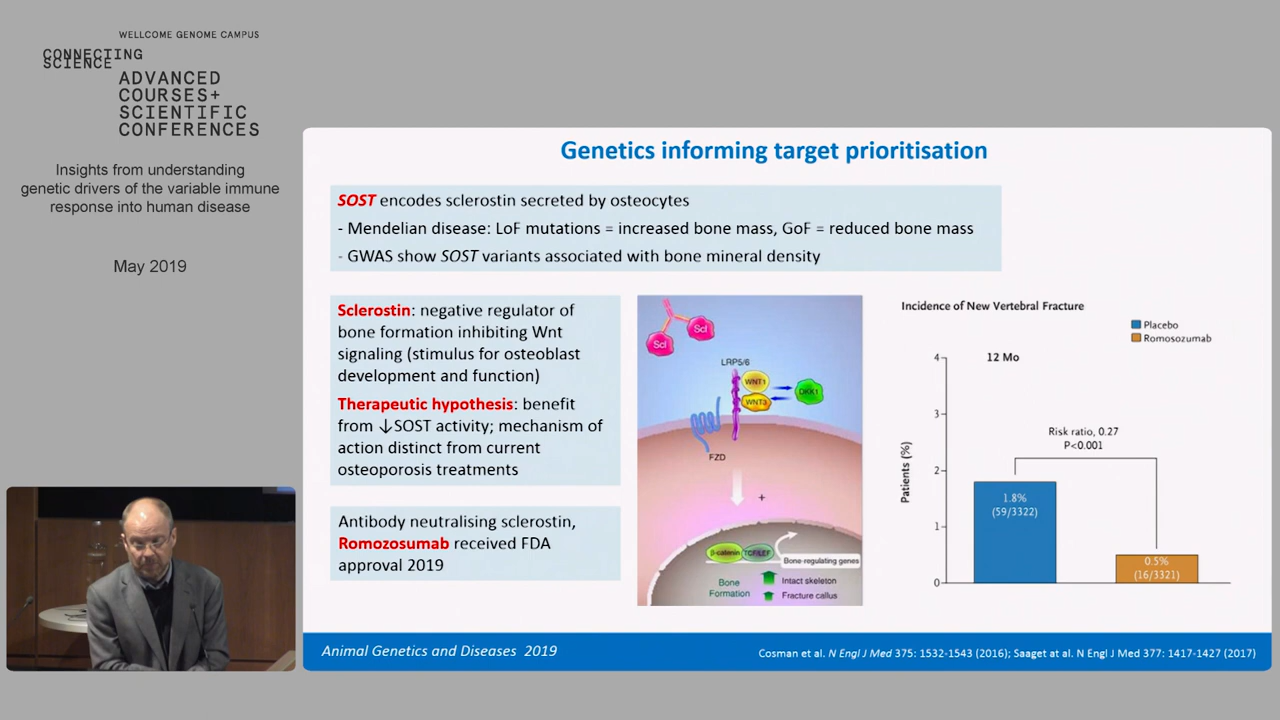 WELLCOME GENOME CAMPUS
CONNECTING
SCIENCE
ADVANCED
COURSES+
SCIENTIFIC
CONFERENCES
Insights from understanding
genetic drivers of the variable immune
response into human disease
May 2019
Genetics informing target prioritisation
SOST encodes sclerostin secreted by osteocytes
- Mendelian disease: LoF mutations = increased bone mass, GoF = reduced bone mass
- GWAS show SOST variants associated with bone mineral density
Sclerostin: negative regulator of
bone formation inhibiting Wnt
signaling (stimulus for osteoblast
development and function)
Therapeutic hypothesis: benefit
from ↓SOST activity; mechanism of
action distinct from current
osteoporosis treatments
Antibody neutralising sclerostin,
Romozosumab received FDA
approval 2019
Scl
Scl
LRP5/6
WNT1
WNT3
DKK1
FZD
+
β-catenin
TCF/LEF
Bone-regulating genes
Bone
Formation
Intact skeleton
Fracture callus
Incidence of New Vertebral Fracture
Placebo
Romosozumab
12 Mo
4
3
2
1
0
Patients (%)
Risk ratio, 0.27
P<0.001
1.8%
(59/3322)
0.5%
(16/3321)
Animal Genetics and Diseases 2019
Cosman et al. N Engl J Med 375: 1532-1543 (2016); Saaget at al. N Engl J Med 377: 1417-1427 (2017)